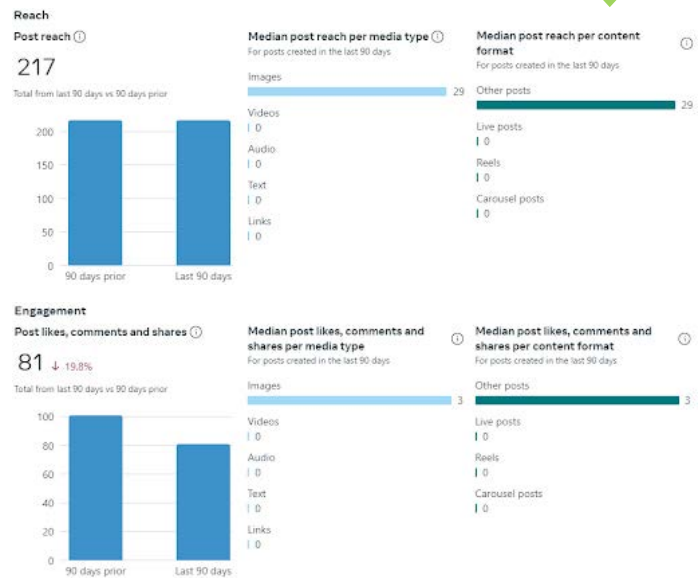 Reach
Post reach
217
Total from last 90 days vs 90 days prior
200
150
100
50
0
90 days prior Last 90 days
Median post reach per media type
For posts created in the last 90 days
Images
29
Videos
0
Audio
0
Text
0
Links
0
Median post reach per content
format
For posts created in the last 90 days
Other posts
29
Live posts
0
Reels
0
Carousel posts
0
Engagement
Post likes, comments and shares
81 ↓ 19.8%
Total from last 90 days vs 90 days prior
100
80
60
40
20
0
90 days prior Last 90 days
Median post likes, comments and
shares per media type
For posts created in the last 90 days
Images
3
Videos
0
Audio
0
Text
0
Links
0
Median post likes, comments and
shares per content format
For posts created in the last 90 days
Other posts
3
Live posts
0
Reels
0
Carousel posts
0